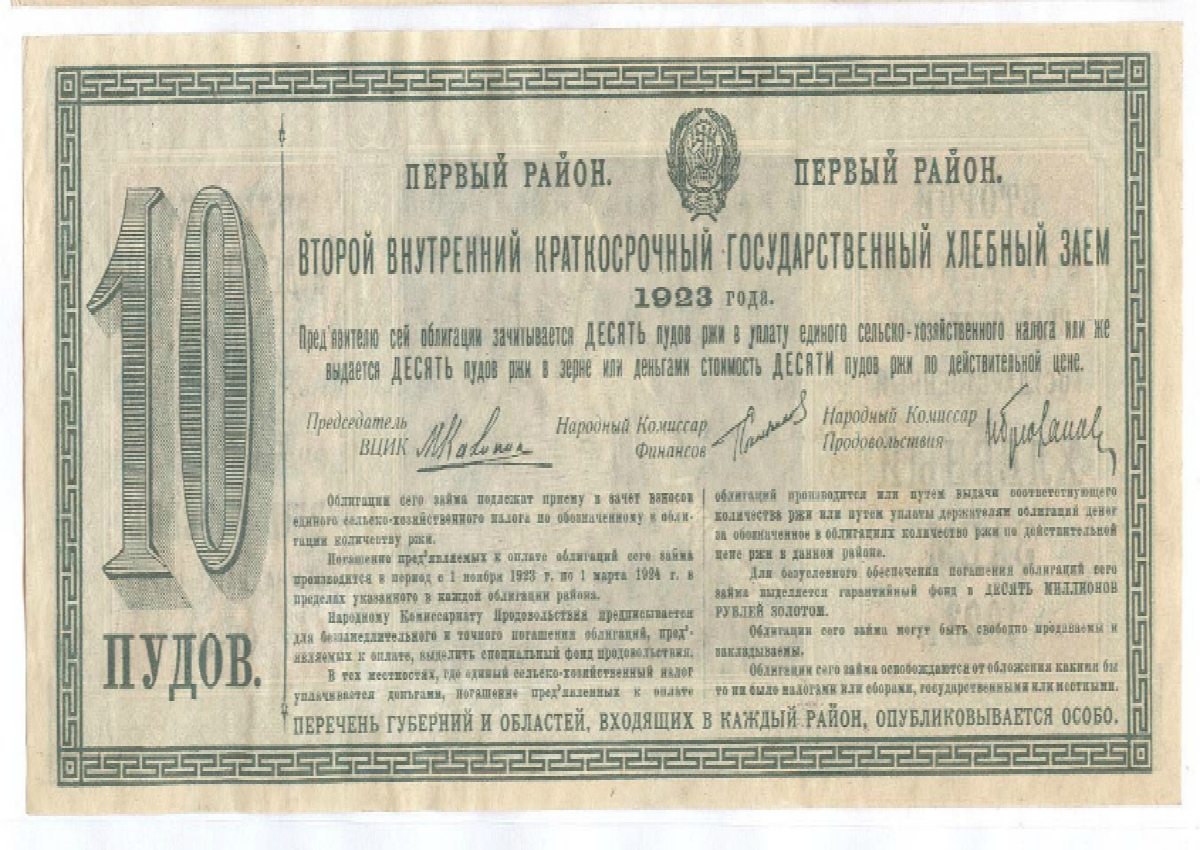 ПЕРВЫЙ РАЙОН.
ПЕРВЫЙ РАЙОН.
ВТОРОЙ ВНУТРЕННИЙ КРАТКОСРОЧНЫЙ ГОСУДАРСТВЕННЫЙ ХЛЕБНЫЙ ЗАЕМ
1923 года.
Пред'явителю сей облигации зачитывается ДЕСЯТЬ пудов ржи в уплату единого сельско-хозяйственного налога или же
выдается ДЕСЯТЬ пудов ржи в зерне или деньгами стоимость ДЕСЯТИ пудов ржи по действительной цене.
10
ПУДОВ.
Председатель
ВЦИК
Народный Комиссар
Финансов
Народный Комиссар
Продовольствия
Облигации сего займа подлежат приему в зачет взносов
единого сельско-хозяйственного налога по обозначенному в обли-
гации количеству ржи.
Погашение пред'являемых к оплате облигаций сего займа
производится в период с 1 ноября 1923 г. по 1 марта 1924 г. в
пределах указанного в каждой облигации района.
Народному Комиссариату Продовольствия предписывается
для безамедлительного и точного погашения облигаций, пред'-
являемых к оплате, выделить специальный фонд продовольствия.
В тех местностях, где единый сельско-хозяйственный налог
уплачивается деньгами, погашение пред'явленных к оплате
облигаций производится или путем выдачи соответствующего
количества ржи или путем уплаты держателям облигаций денег
за обозначенное в облигациях количество ржи по действительной
цене ржи в данном районе.
Для безусловного обеспечения погашения облигаций сего
займа выделяется гарантийный фонд в ДЕСЯТЬ МИЛЛИОНОВ
РУБЛЕЙ ЗОЛОТОМ.
Облигации сего займа могут быть свободно продаваемы и
закладываемы.
Облигации сего займа освобождаются от обложения какими бы
то ни было налогами или сборами, государственными или местными.
ПЕРЕЧЕНЬ ГУБЕРНИЙ И ОБЛАСТЕЙ, ВХОДЯЩИХ В КАЖДЫЙ РАЙОН, ОПУБЛИКОВЫВАЕТСЯ ОСОБО.